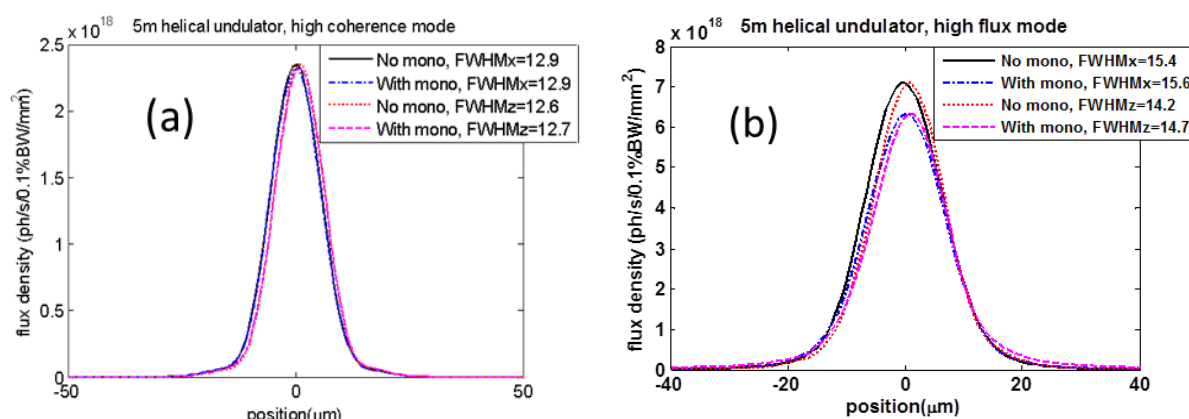 5m helical undulator, high coherence mode
x 10^18
(a)
No mono, FWHMx=12.9
With mono, FWHMx=12.9
No mono, FWHMz=12.6
With mono, FWHMz=12.7
flux density (ph/s/0.1%BW/mm^2)
2.5
2
1.5
1
0.5
0
-50
0
50
position(μm)
5m helical undulator, high flux mode
x 10^18
(b)
No mono, FWHMx=15.4
With mono, FWHMx=15.6
No mono, FWHMz=14.2
With mono, FWHMz=14.7
flux density (ph/s/0.1%BW/mm^2)
8
7
6
5
4
3
2
1
0
-40
-20
0
20
40
position(μm)